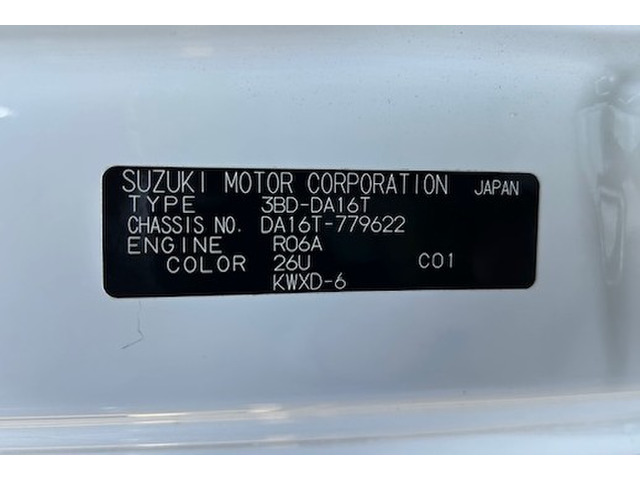 SUZUKI MOTOR CORPORATION JAPAN
TYPE 3BD-DA16T
CHASSIS NO. DA16T-779622
ENGINE R06A
COLOR 26U C01
KWXD-6